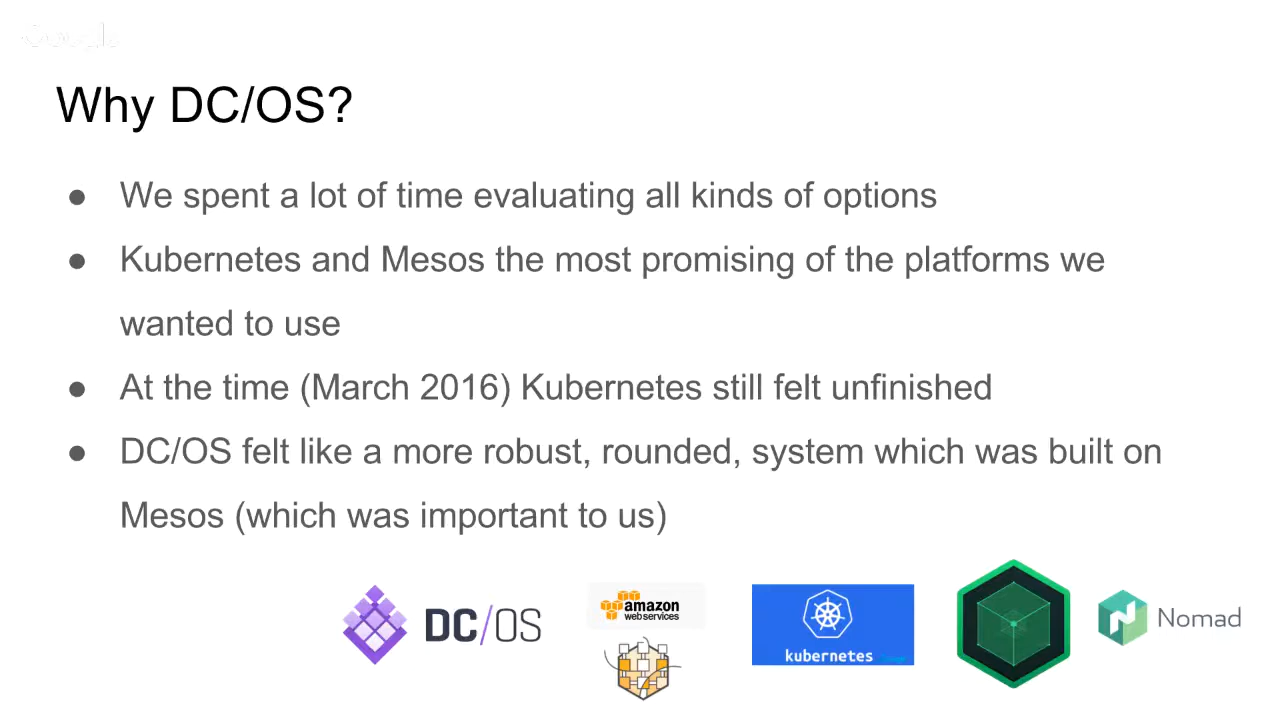 Why DC/OS?
● We spent a lot of time evaluating all kinds of options
● Kubernetes and Mesos the most promising of the platforms we
wanted to use
● At the time (March 2016) Kubernetes still felt unfinished
● DC/OS felt like a more robust, rounded, system which was built on
Mesos (which was important to us)
DC/OS
amazon
web services
kubernetes
Nomad